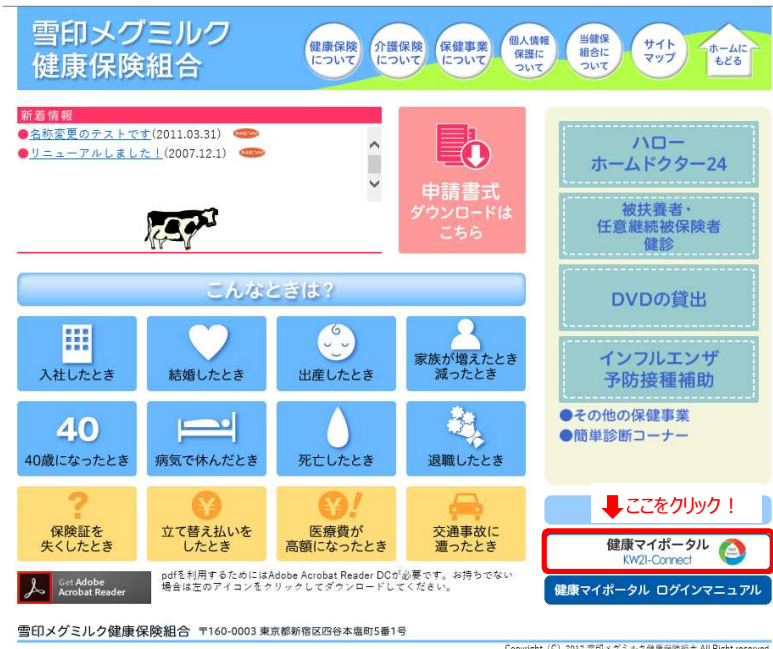 雪印メグミルク
健康保険組合
健康保険
について
介護保険
について
保健事業
について
個人情報
保護に
ついて
当健保
組合に
ついて
サイト
マップ
ホームに
もどる
新着情報
●名称変更のテストです(2011.03.31)
●リニューアルしました!(2007.12.1)
申請書式
ダウンロードは
こちら
ハロー
ホームドクター24
被扶養者・
任意継続被保険者
健診
DVDの貸出
インフルエンザ
予防接種補助
●その他の保健事業
●簡単診断コーナー
こんなときは?
入社したとき
結婚したとき
出産したとき
家族が増えたとき
減ったとき
40
40歳になったとき
病気で休んだとき
死亡したとき
退職したとき
?
保険証を
失くしたとき
¥
立て替え払いを
したとき
¥!
医療費が
高額になったとき
交通事故に
遭ったとき
ここをクリック!
健康マイポータル
KW21-Connect
健康マイポータル ログインマニュアル
Get Adobe
Acrobat Reader
pdfを利用するためにはAdobe Acrobat Reader DCが必要です。お持ちでない
場合は左のアイコンをクリックしてダウンロードしてください。
雪印メグミルク健康保険組合 〒160-0003 東京都新宿区四谷本塩町5番1号